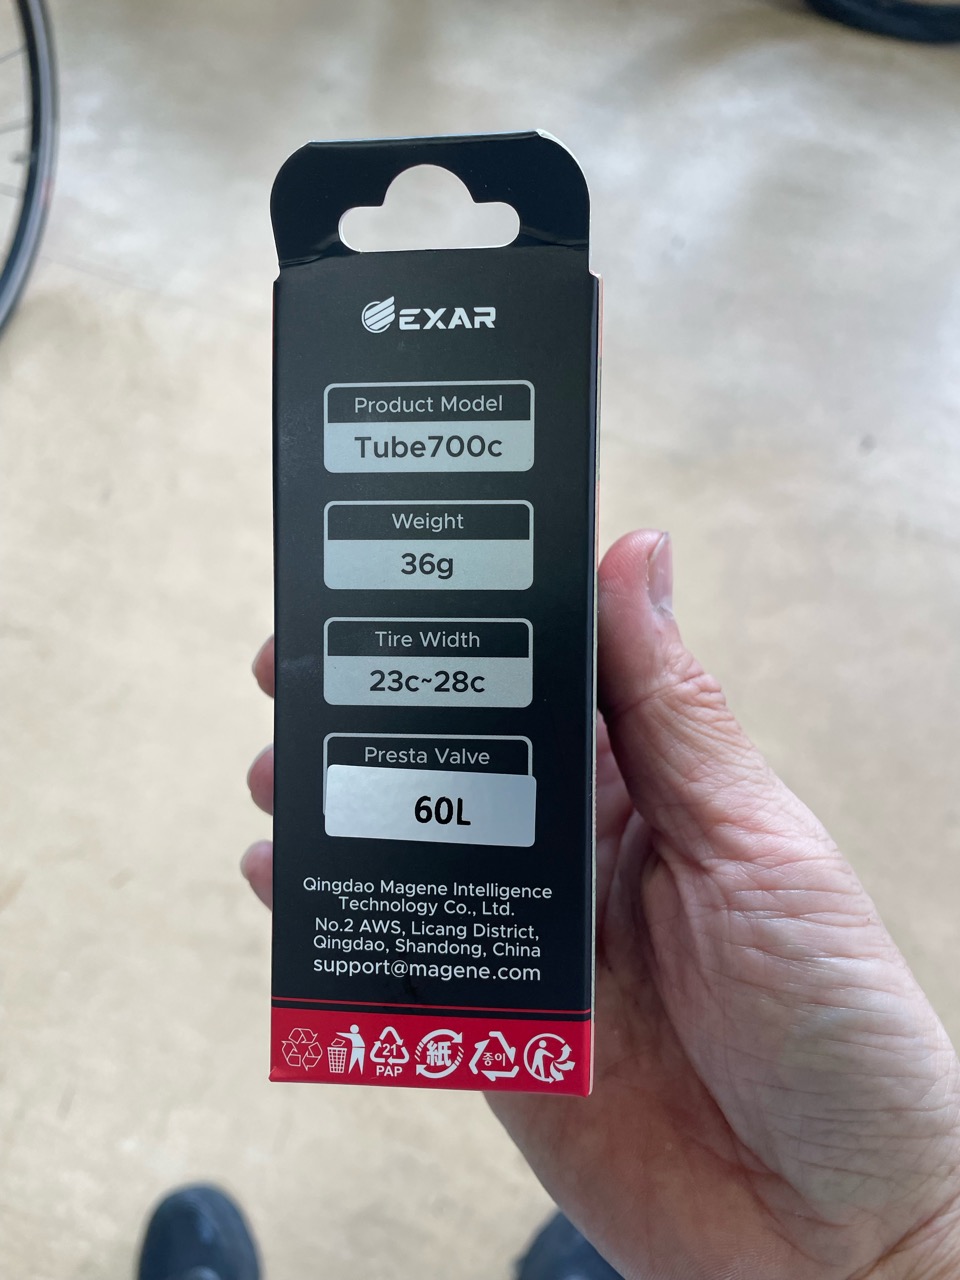 EXAR
Product Model
Tube700c
Weight
36g
Tire Width
23c~28c
Presta Valve
60L
Qingdao Magene Intelligence
Technology Co., Ltd.
No.2 AWS, Licang District,
Qingdao, Shandong, China
support@magene.com
21
PAP
紙
종이